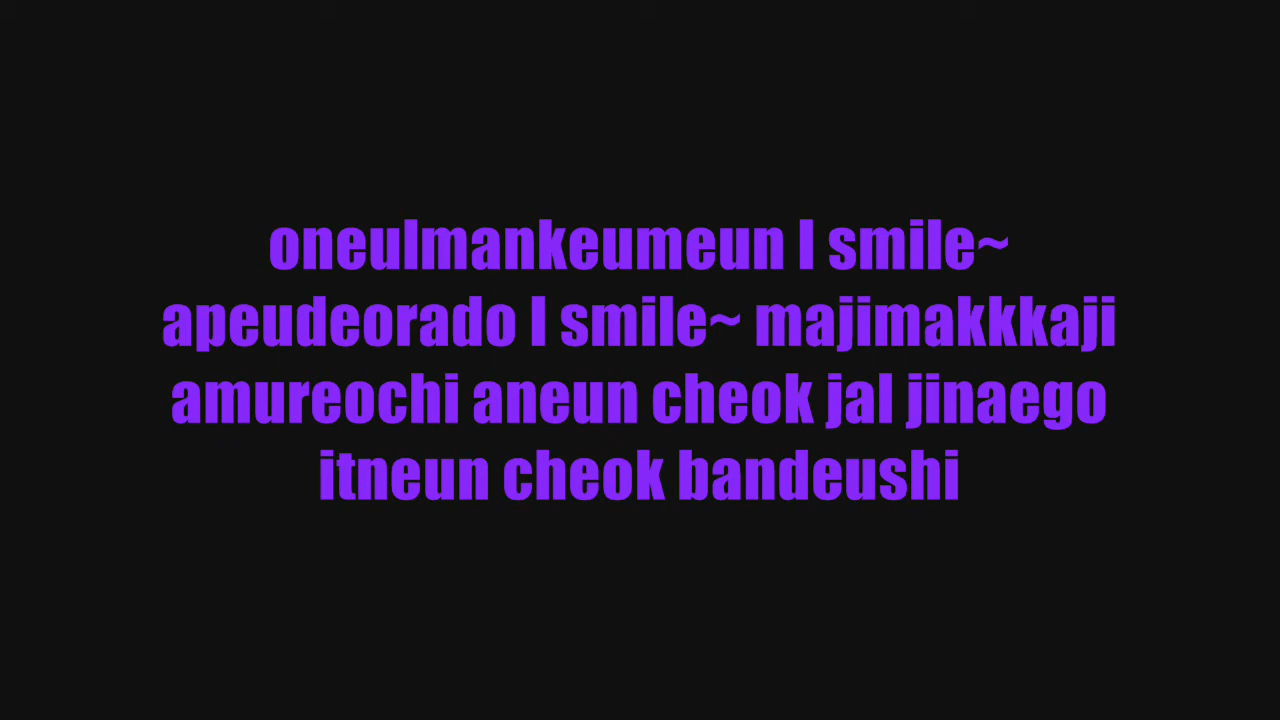 oneulmankeumeun I smile~
apeudeorado I smile~ majimakkkaji
amureochi aneun cheok jal jinaego
itneun cheok bandeushi